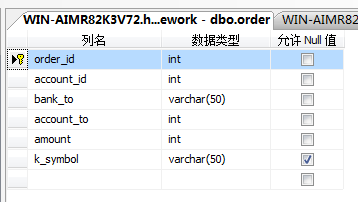 WIN-AIMR82K3V72.h...ework - dbo.order WIN-AIMR82K3V
列名 数据类型 允许 Null 值
order_id int
account_id int
bank_to varchar(50)
account_to int
amount int
k_symbol varchar(50)